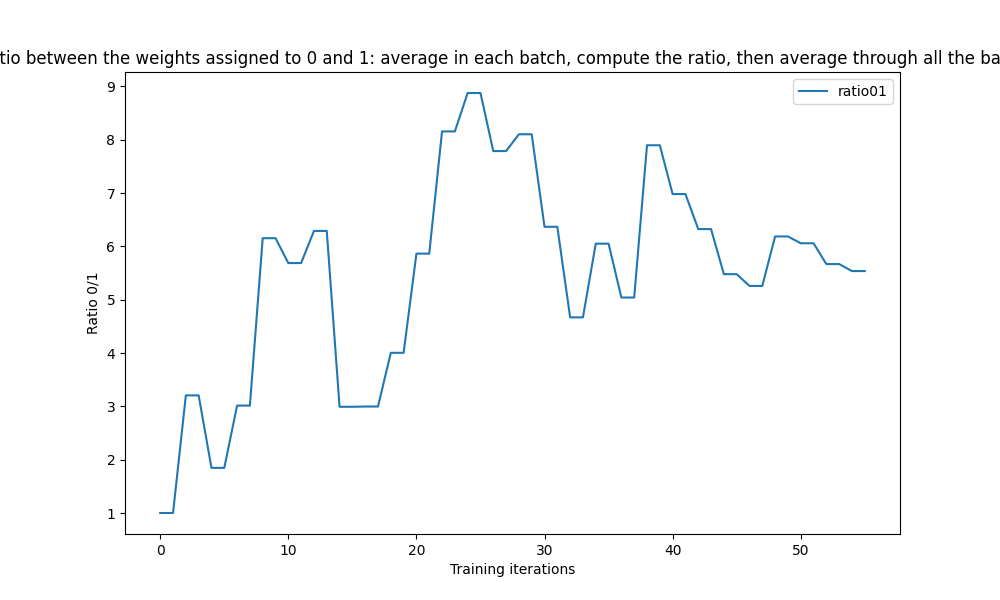 tio between the weights assigned to 0 and 1: average in each batch, compute the ratio, then average through all the ba
ratio01
9
8
7
6
5
4
3
2
1
Ratio 0/1
0 10 20 30 40 50
Training iterations